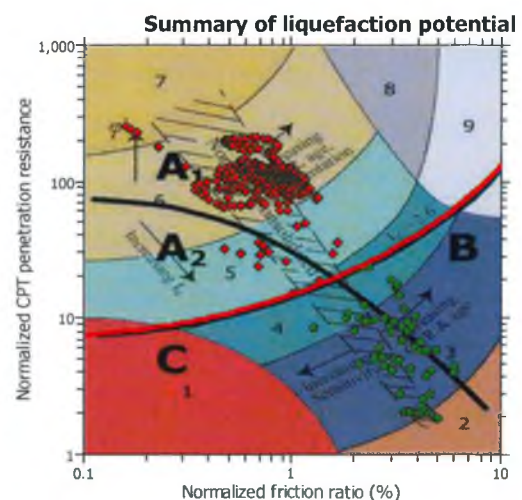 Summary of liquefaction potential
1,000
7
8
9
A1
100
6
A2
Increasing
5
B
10
4
3
C
1
2
1
0.1
1
10
Normalized friction ratio (%)
Normalized CPT penetration resistance